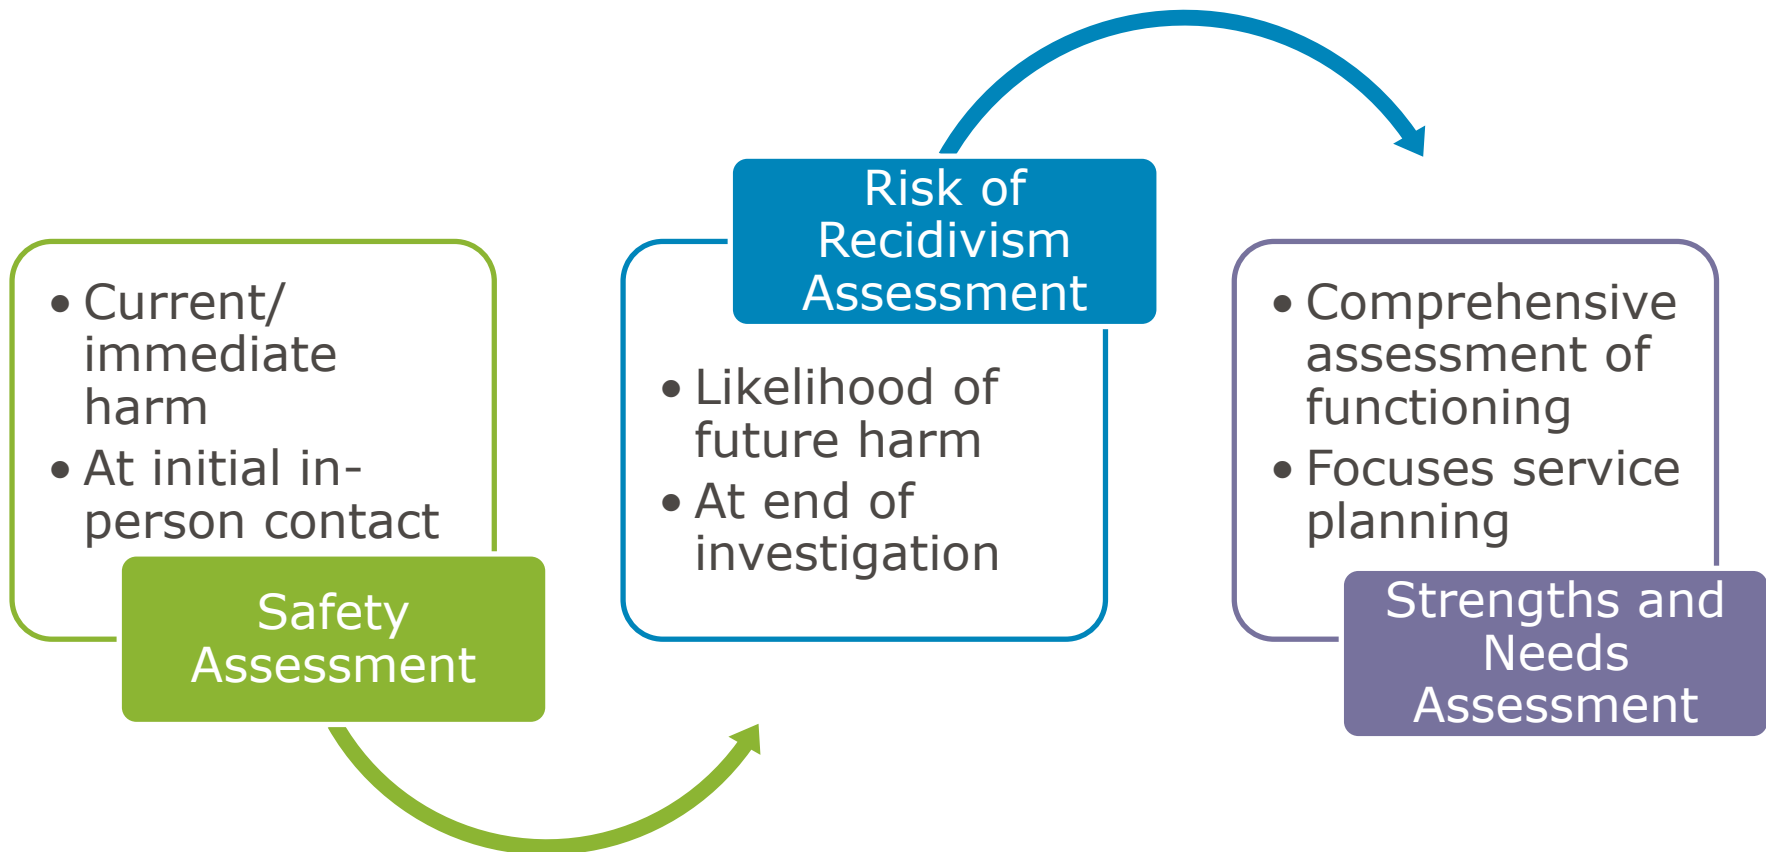 • Current/
immediate
harm
• At initial in-
person contact
Safety
Assessment
Risk of
Recidivism
Assessment
• Likelihood of
future harm
• At end of
investigation
• Comprehensive
assessment of
functioning
• Focuses service
planning
Strengths and
Needs
Assessment